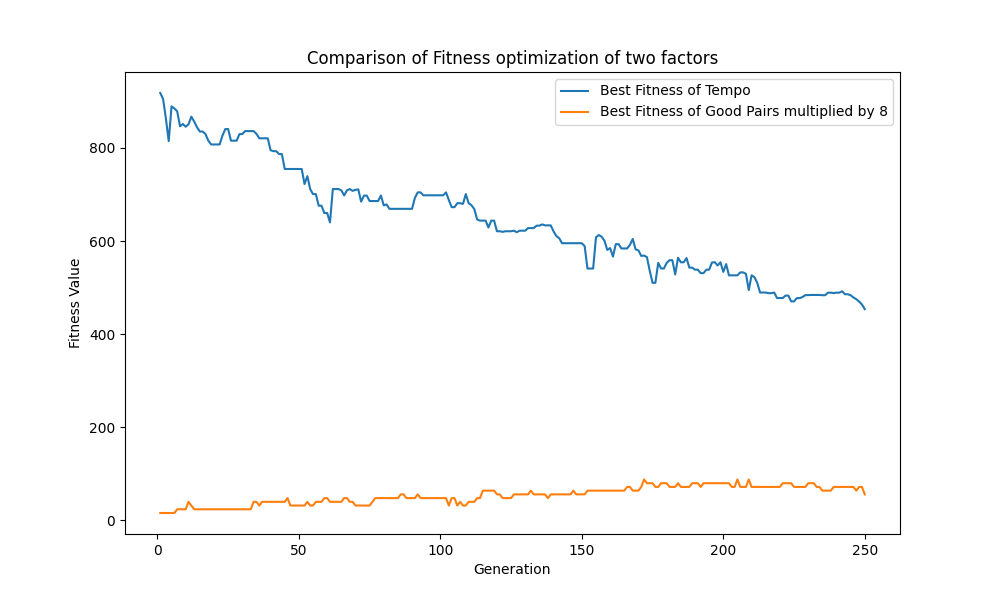 Comparison of Fitness optimization of two factors
Best Fitness of Tempo
Best Fitness of Good Pairs multiplied by 8
Fitness Value
800
600
400
200
0
0 50 100 150 200 250
Generation